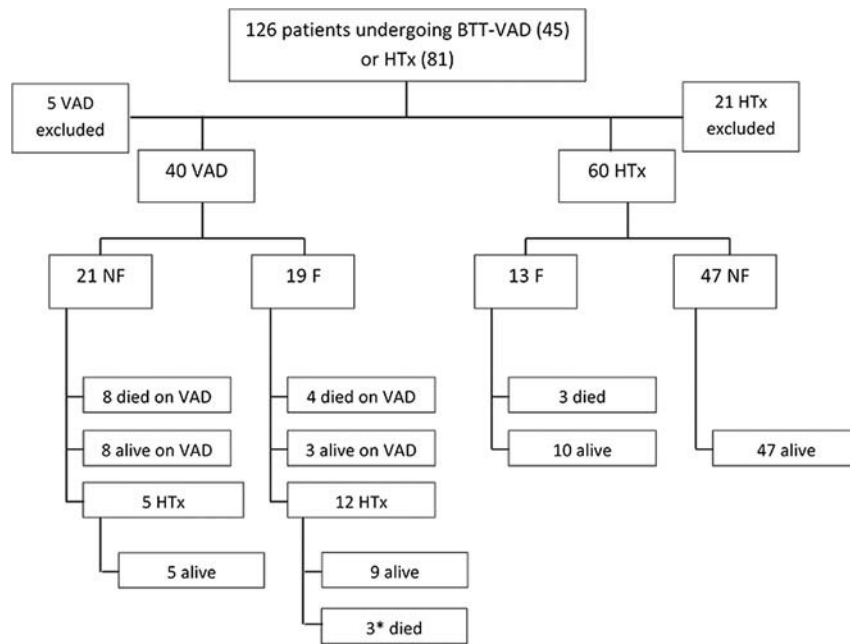 126 patients undergoing BTT-VAD (45)
or HTx (81)
5 VAD
excluded
21 HTx
excluded
40 VAD
60 HTx
21 NF
19 F
13 F
47 NF
8 died on VAD
4 died on VAD
3 died
8 alive on VAD
3 alive on VAD
10 alive
47 alive
5 HTx
12 HTx
5 alive
9 alive
3* died